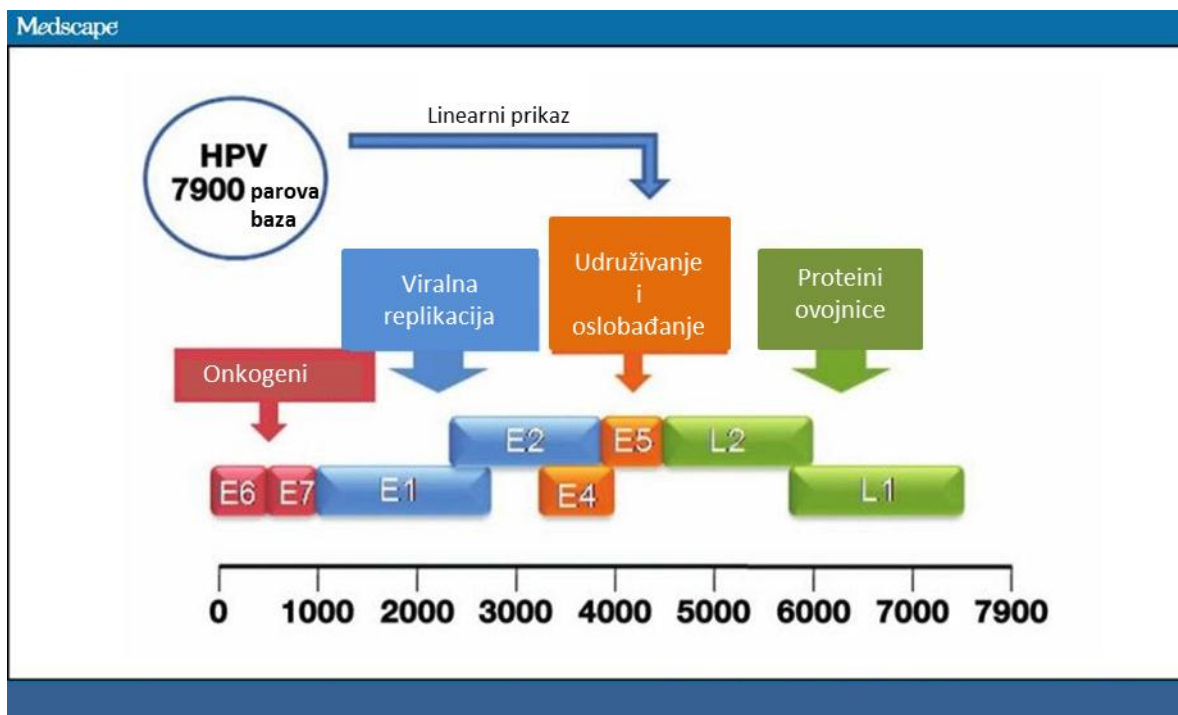 Medscape
Linearni prikaz
HPV
7900 parova
baza
Viralna
replikacija
Udruživanje
i
oslobađanje
Proteini
ovojnice
Onkogeni
E2 E5 L2
E6 E7 E1 E4 L1
0 1000 2000 3000 4000 5000 6000 7000 7900